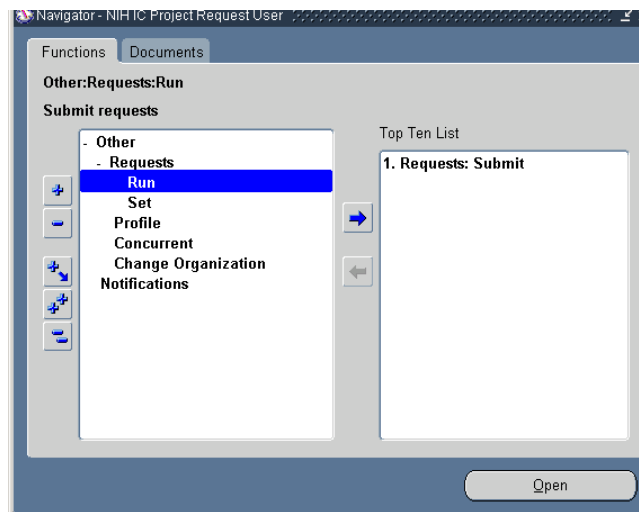 Navigator - NIH IC Project Request User
Functions Documents
Other:Requests:Run
Submit requests
- Other
- Requests
Run
Set
Profile
Concurrent
Change Organization
Notifications
Top Ten List
1. Requests: Submit
Open